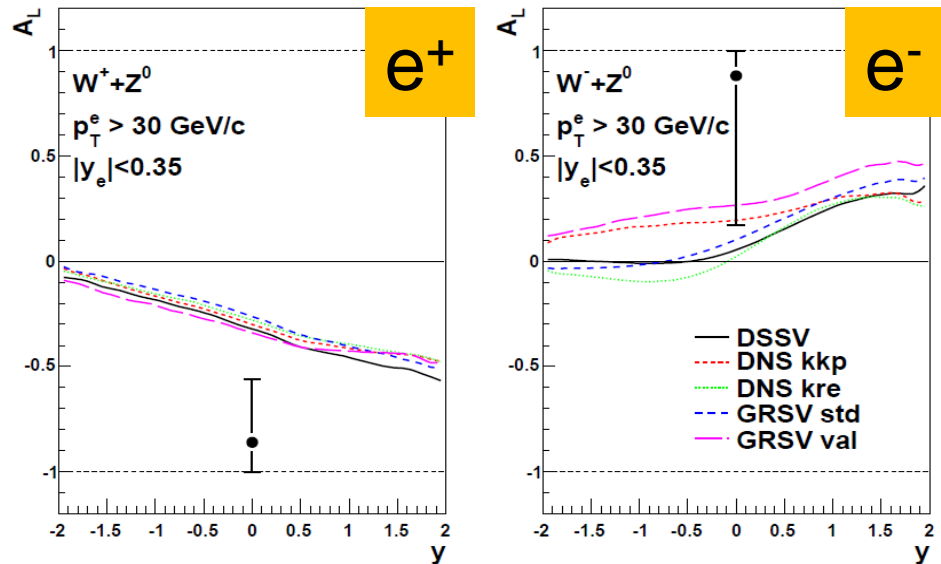 A_L
e⁺
W⁺+Z⁰
p_T^e > 30 GeV/c
|y_e|<0.35
1
0.5
0
-0.5
-1
-2 -1.5 -1 -0.5 0 0.5 1 1.5 2
y
A_L
e⁻
W⁻+Z⁰
p_T^e > 30 GeV/c
|y_e|<0.35
1
0.5
0
-0.5
-1
DSSV
DNS kkp
DNS kre
GRSV std
GRSV val
-2 -1.5 -1 -0.5 0 0.5 1 1.5 2
y